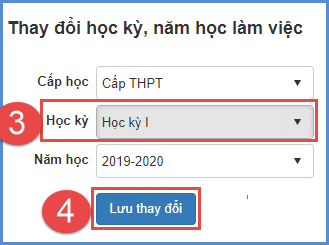 Thay đổi học kỳ, năm học làm việc
Cấp học Cấp THPT
3 Học kỳ Học kỳ I
Năm học 2019-2020
4 Lưu thay đổi